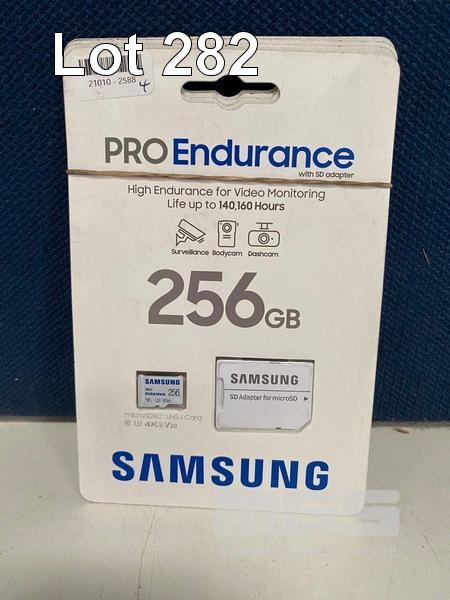 Lot 282
21010 - 2588 4
PRO Endurance
with SD adapter
High Endurance for Video Monitoring
Life up to 140,160 Hours
Surveillance Bodycam Dashcam
256GB
SAMSUNG
PRO
Endurance 256
SAMSUNG
SD Adapter for microSD ▶
microSDXC™ UHS-I Card
4K V30
SAMSUNG